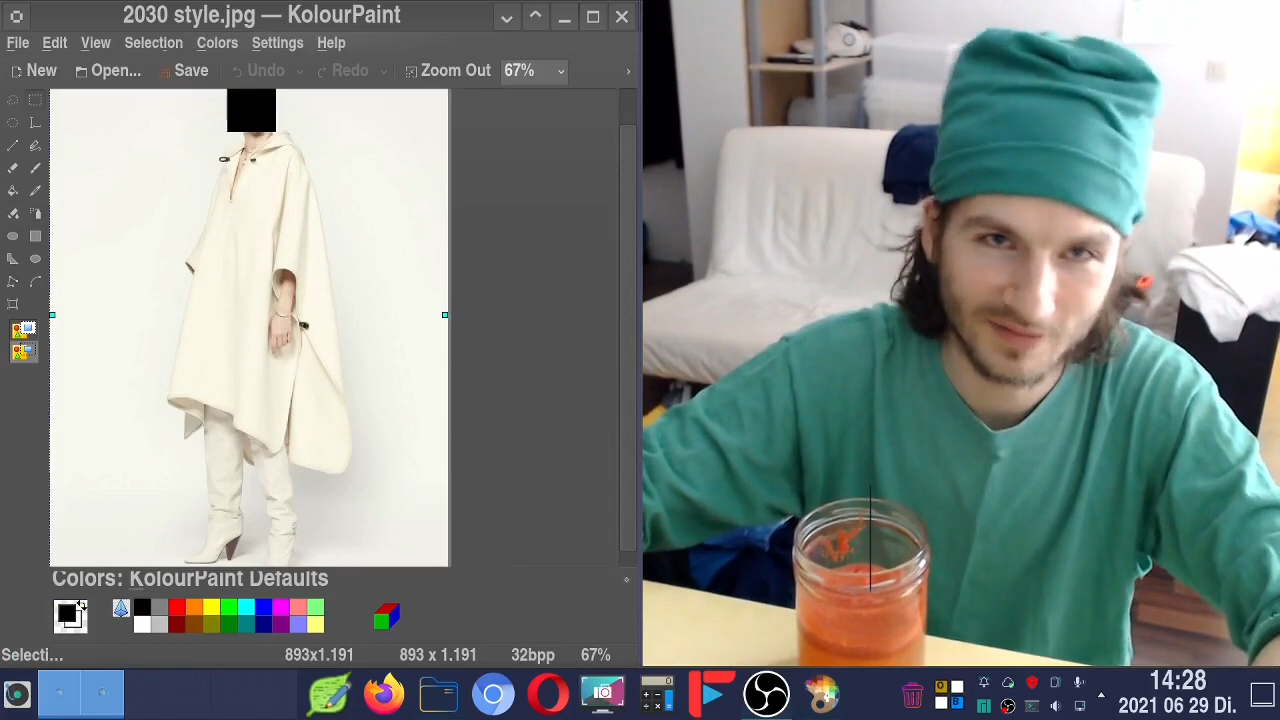 2030 style.jpg — KolourPaint
File Edit View Selection Colors Settings Help
New Open... Save Undo Redo Zoom Out 67%
Colors: KolourPaint Defaults
Selecti... 893x1.191 893 x 1.191 32bpp 67%
14:28
2021 06 29 Di.